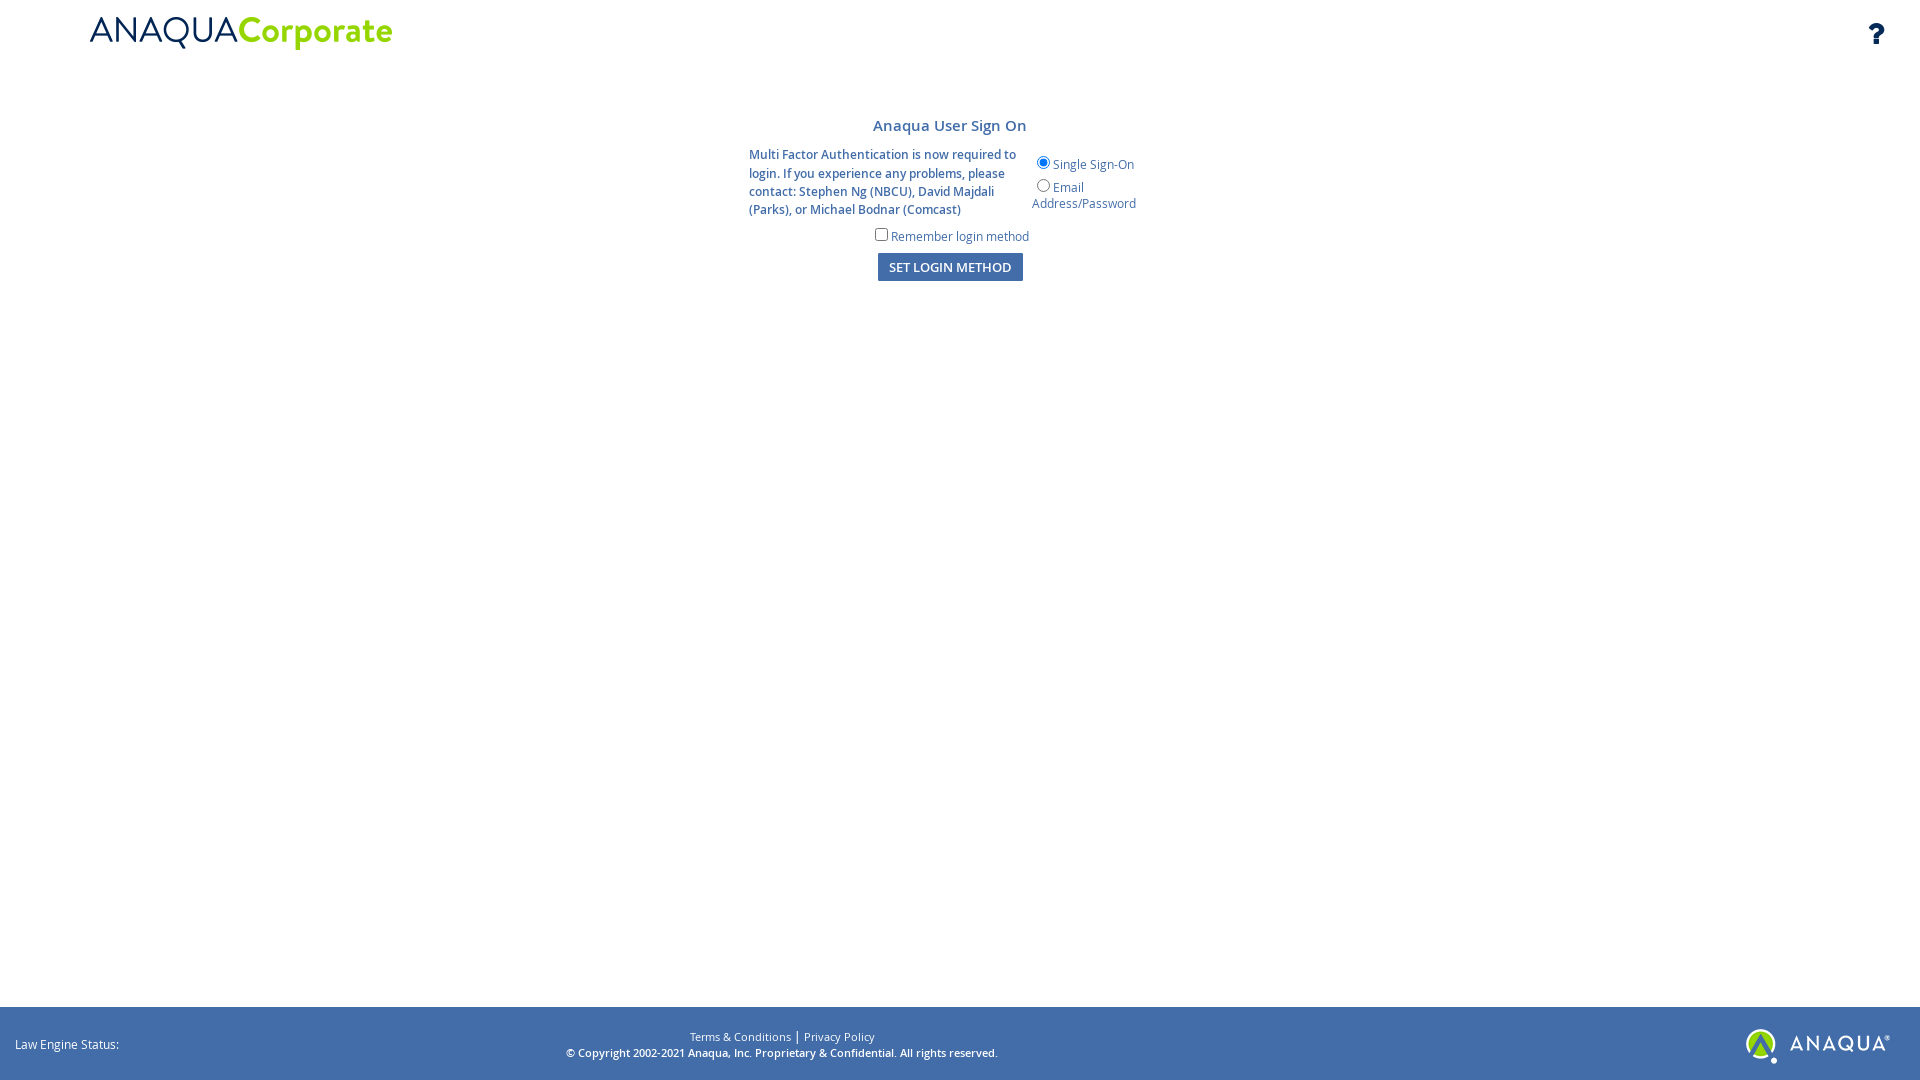 ANAQUACorporate
?
Anaqua User Sign On
Multi Factor Authentication is now required to
login. If you experience any problems, please
contact: Stephen Ng (NBCU), David Majdali
(Parks), or Michael Bodnar (Comcast)
Single Sign-On
Email
Address/Password
Remember login method
SET LOGIN METHOD
Law Engine Status:
Terms & Conditions | Privacy Policy
© Copyright 2002-2021 Anaqua, Inc. Proprietary & Confidential. All rights reserved.
ANAQUA®